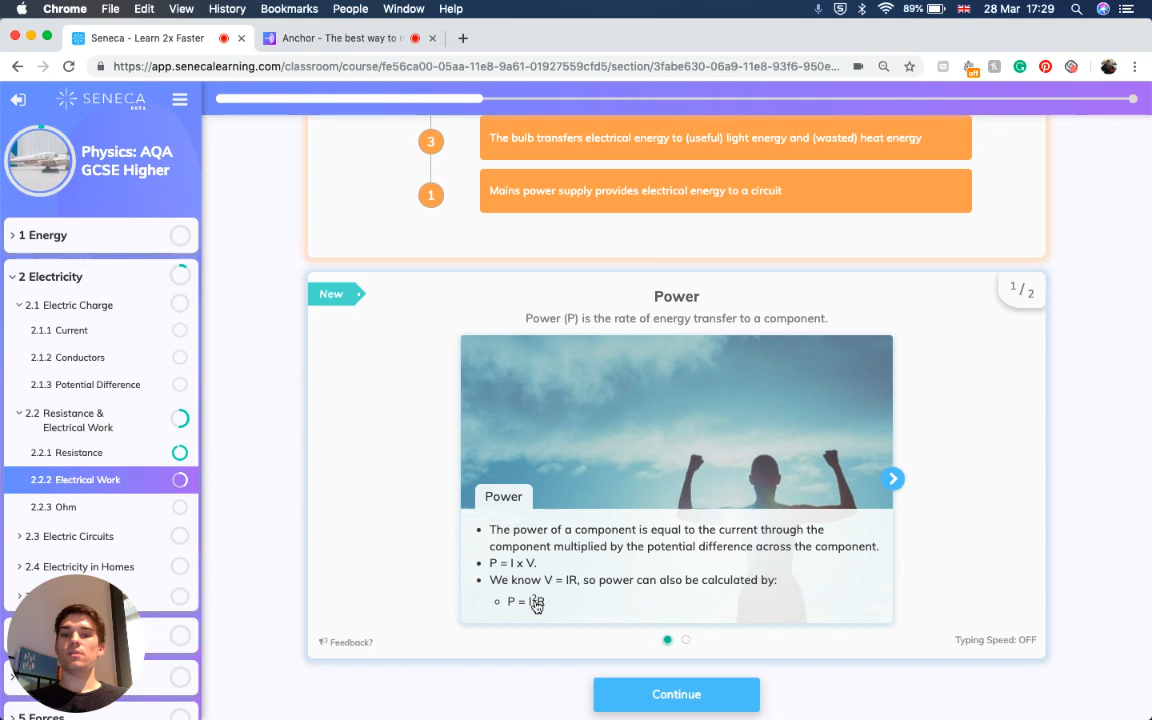 Chrome File Edit View History Bookmarks People Window Help 89% 28 Mar 17:29
Seneca - Learn 2x Faster
Anchor - The best way to m
https://app.senecalearning.com/classroom/course/fe56ca00-05aa-11e8-9a61-01927559cfd5/section/3fabe630-06a9-11e8-93f6-950e...
off
SENECA
BETA
Physics: AQA
GCSE Higher
1 Energy
2 Electricity
2.1 Electric Charge
2.1.1 Current
2.1.2 Conductors
2.1.3 Potential Difference
2.2 Resistance &
Electrical Work
2.2.1 Resistance
2.2.2 Electrical Work
2.2.3 Ohm
2.3 Electric Circuits
2.4 Electricity in Homes
5 Forces
3 The bulb transfers electrical energy to (useful) light energy and (wasted) heat energy
1 Mains power supply provides electrical energy to a circuit
New
1/2
Power
Power (P) is the rate of energy transfer to a component.
Power
• The power of a component is equal to the current through the
component multiplied by the potential difference across the component.
• P = I x V.
• We know V = IR, so power can also be calculated by:
P = I²R
Feedback?
Typing Speed: OFF
Continue